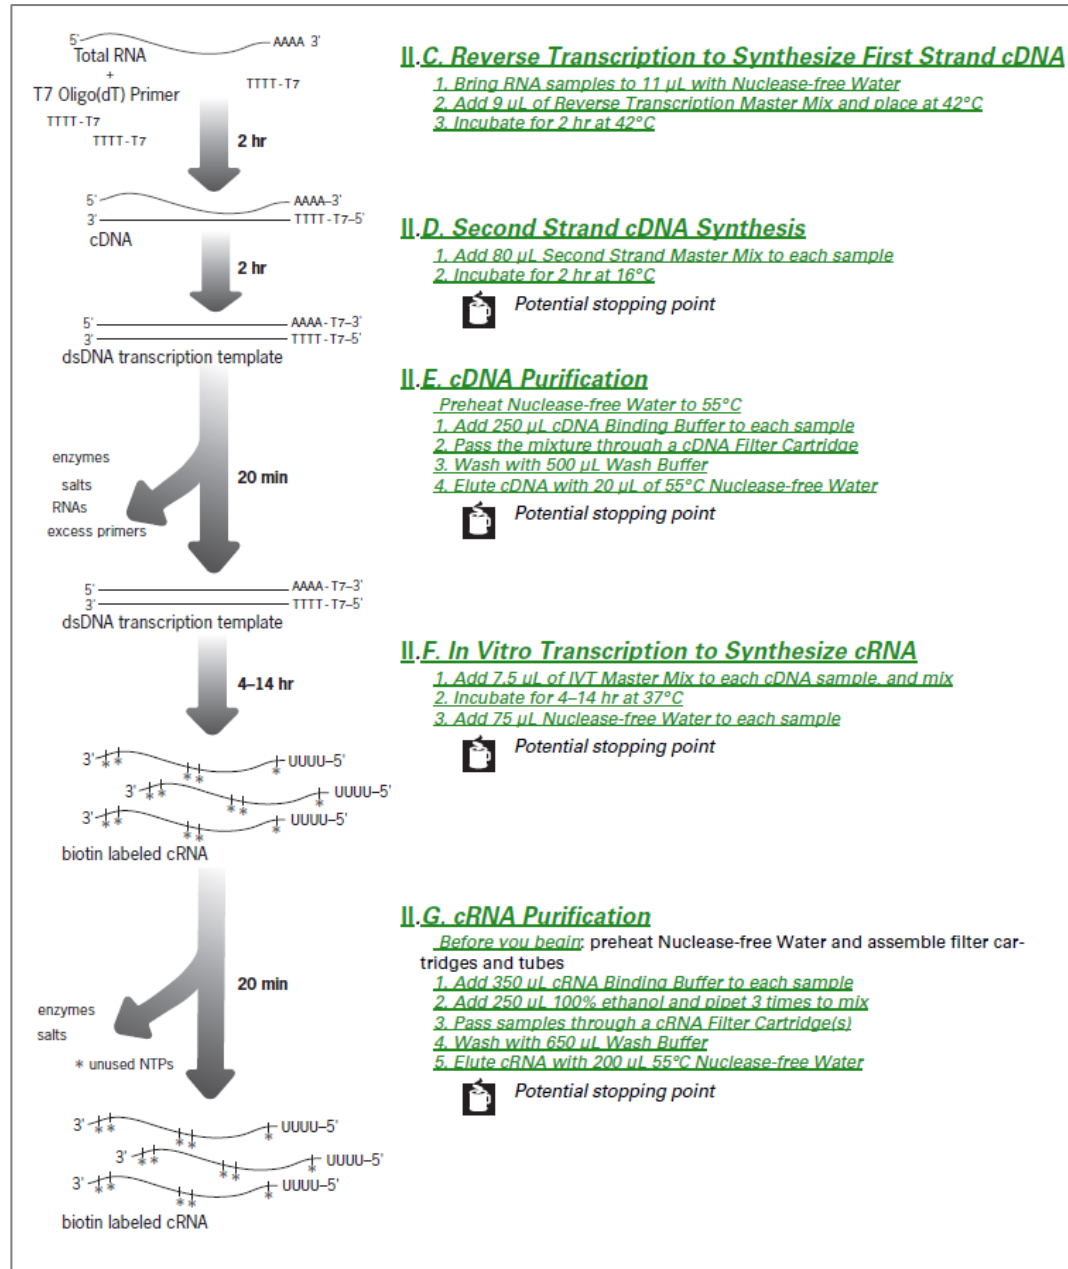 5' AAAA 3'
Total RNA
+
T7 Oligo(dT) Primer
TTTT-T7
TTTT-T7
TTTT-T7
2 hr
II.C. Reverse Transcription to Synthesize First Strand cDNA
1. Bring RNA samples to 11 µL with Nuclease-free Water
2. Add 9 µL of Reverse Transcription Master Mix and place at 42°C
3. Incubate for 2 hr at 42°C
5' AAAA–3'
3' TTTT-T7–5'
cDNA
2 hr
II.D. Second Strand cDNA Synthesis
1. Add 80 µL Second Strand Master Mix to each sample
2. Incubate for 2 hr at 16°C
Potential stopping point
5' AAAA-T7–3'
3' TTTT-T7–5'
dsDNA transcription template
enzymes
salts
RNAs
excess primers
20 min
II.E. cDNA Purification
Preheat Nuclease-free Water to 55°C
1. Add 250 µL cDNA Binding Buffer to each sample
2. Pass the mixture through a cDNA Filter Cartridge
3. Wash with 500 µL Wash Buffer
4. Elute cDNA with 20 µL of 55°C Nuclease-free Water
Potential stopping point
5' AAAA-T7–3'
3' TTTT-T7–5'
dsDNA transcription template
4–14 hr
II.F. In Vitro Transcription to Synthesize cRNA
1. Add 7.5 µL of IVT Master Mix to each cDNA sample, and mix
2. Incubate for 4–14 hr at 37°C
3. Add 75 µL Nuclease-free Water to each sample
Potential stopping point
3' UUUU–5'
3' UUUU–5'
3' UUUU–5'
biotin labeled cRNA
enzymes
salts
* unused NTPs
20 min
II.G. cRNA Purification
Before you begin: preheat Nuclease-free Water and assemble filter car-
tridges and tubes
1. Add 350 µL cRNA Binding Buffer to each sample
2. Add 250 µL 100% ethanol and pipet 3 times to mix
3. Pass samples through a cRNA Filter Cartridge(s)
4. Wash with 650 µL Wash Buffer
5. Elute cRNA with 200 µL 55°C Nuclease-free Water
Potential stopping point
3' UUUU–5'
3' UUUU–5'
3' UUUU–5'
biotin labeled cRNA